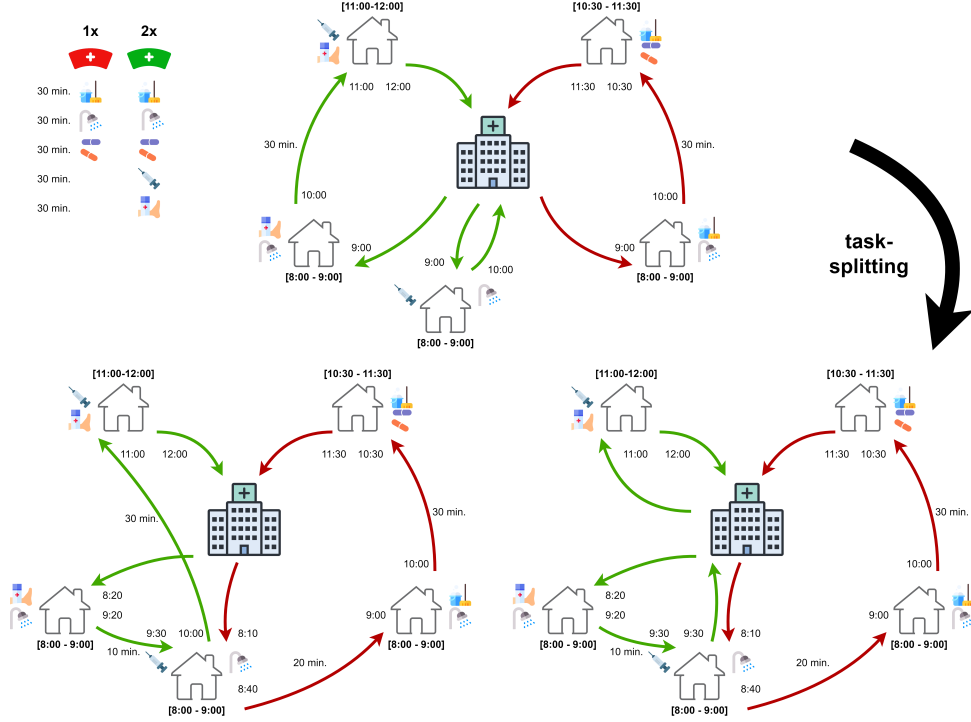 1x 2x
30 min.
30 min.
30 min.
30 min.
30 min.
[11:00-12:00]
11:00 12:00
30 min.
10:00
9:00
[8:00 - 9:00]
9:00
10:00
[8:00 - 9:00]
[10:30 - 11:30]
11:30 10:30
30 min.
10:00
9:00
[8:00 - 9:00]
task-
splitting
[11:00-12:00]
11:00 12:00
30 min.
8:20
9:20
[8:00 - 9:00]
10 min.
9:30 10:00
8:10
8:40
[8:00 - 9:00]
20 min.
[10:30 - 11:30]
11:30 10:30
30 min.
10:00
9:00
[8:00 - 9:00]
[11:00-12:00]
11:00 12:00
8:20
9:20
[8:00 - 9:00]
10 min.
9:30 9:30
8:10
8:40
[8:00 - 9:00]
20 min.
[10:30 - 11:30]
11:30 10:30
30 min.
10:00
9:00
[8:00 - 9:00]